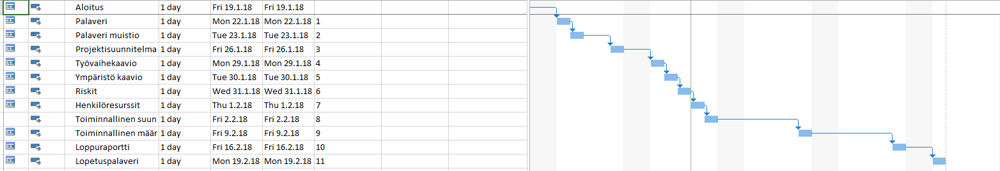 Aloitus 1 day Fri 19.1.18 Fri 19.1.18
Palaveri 1 day Mon 22.1.18 Mon 22.1.18 1
Palaveri muistio 1 day Tue 23.1.18 Tue 23.1.18 2
Projektisuunnitelma 1 day Fri 26.1.18 Fri 26.1.18 3
Työvaihekaavio 1 day Mon 29.1.18 Mon 29.1.18 4
Ympäristö kaavio 1 day Tue 30.1.18 Tue 30.1.18 5
Riskit 1 day Wed 31.1.18 Wed 31.1.18 6
Henkilöresurssit 1 day Thu 1.2.18 Thu 1.2.18 7
Toiminnallinen suun 1 day Fri 2.2.18 Fri 2.2.18 8
Toiminnallinen määr 1 day Fri 9.2.18 Fri 9.2.18 9
Loppuraportti 1 day Fri 16.2.18 Fri 16.2.18 10
Lopetuspalaveri 1 day Mon 19.2.18 Mon 19.2.18 11